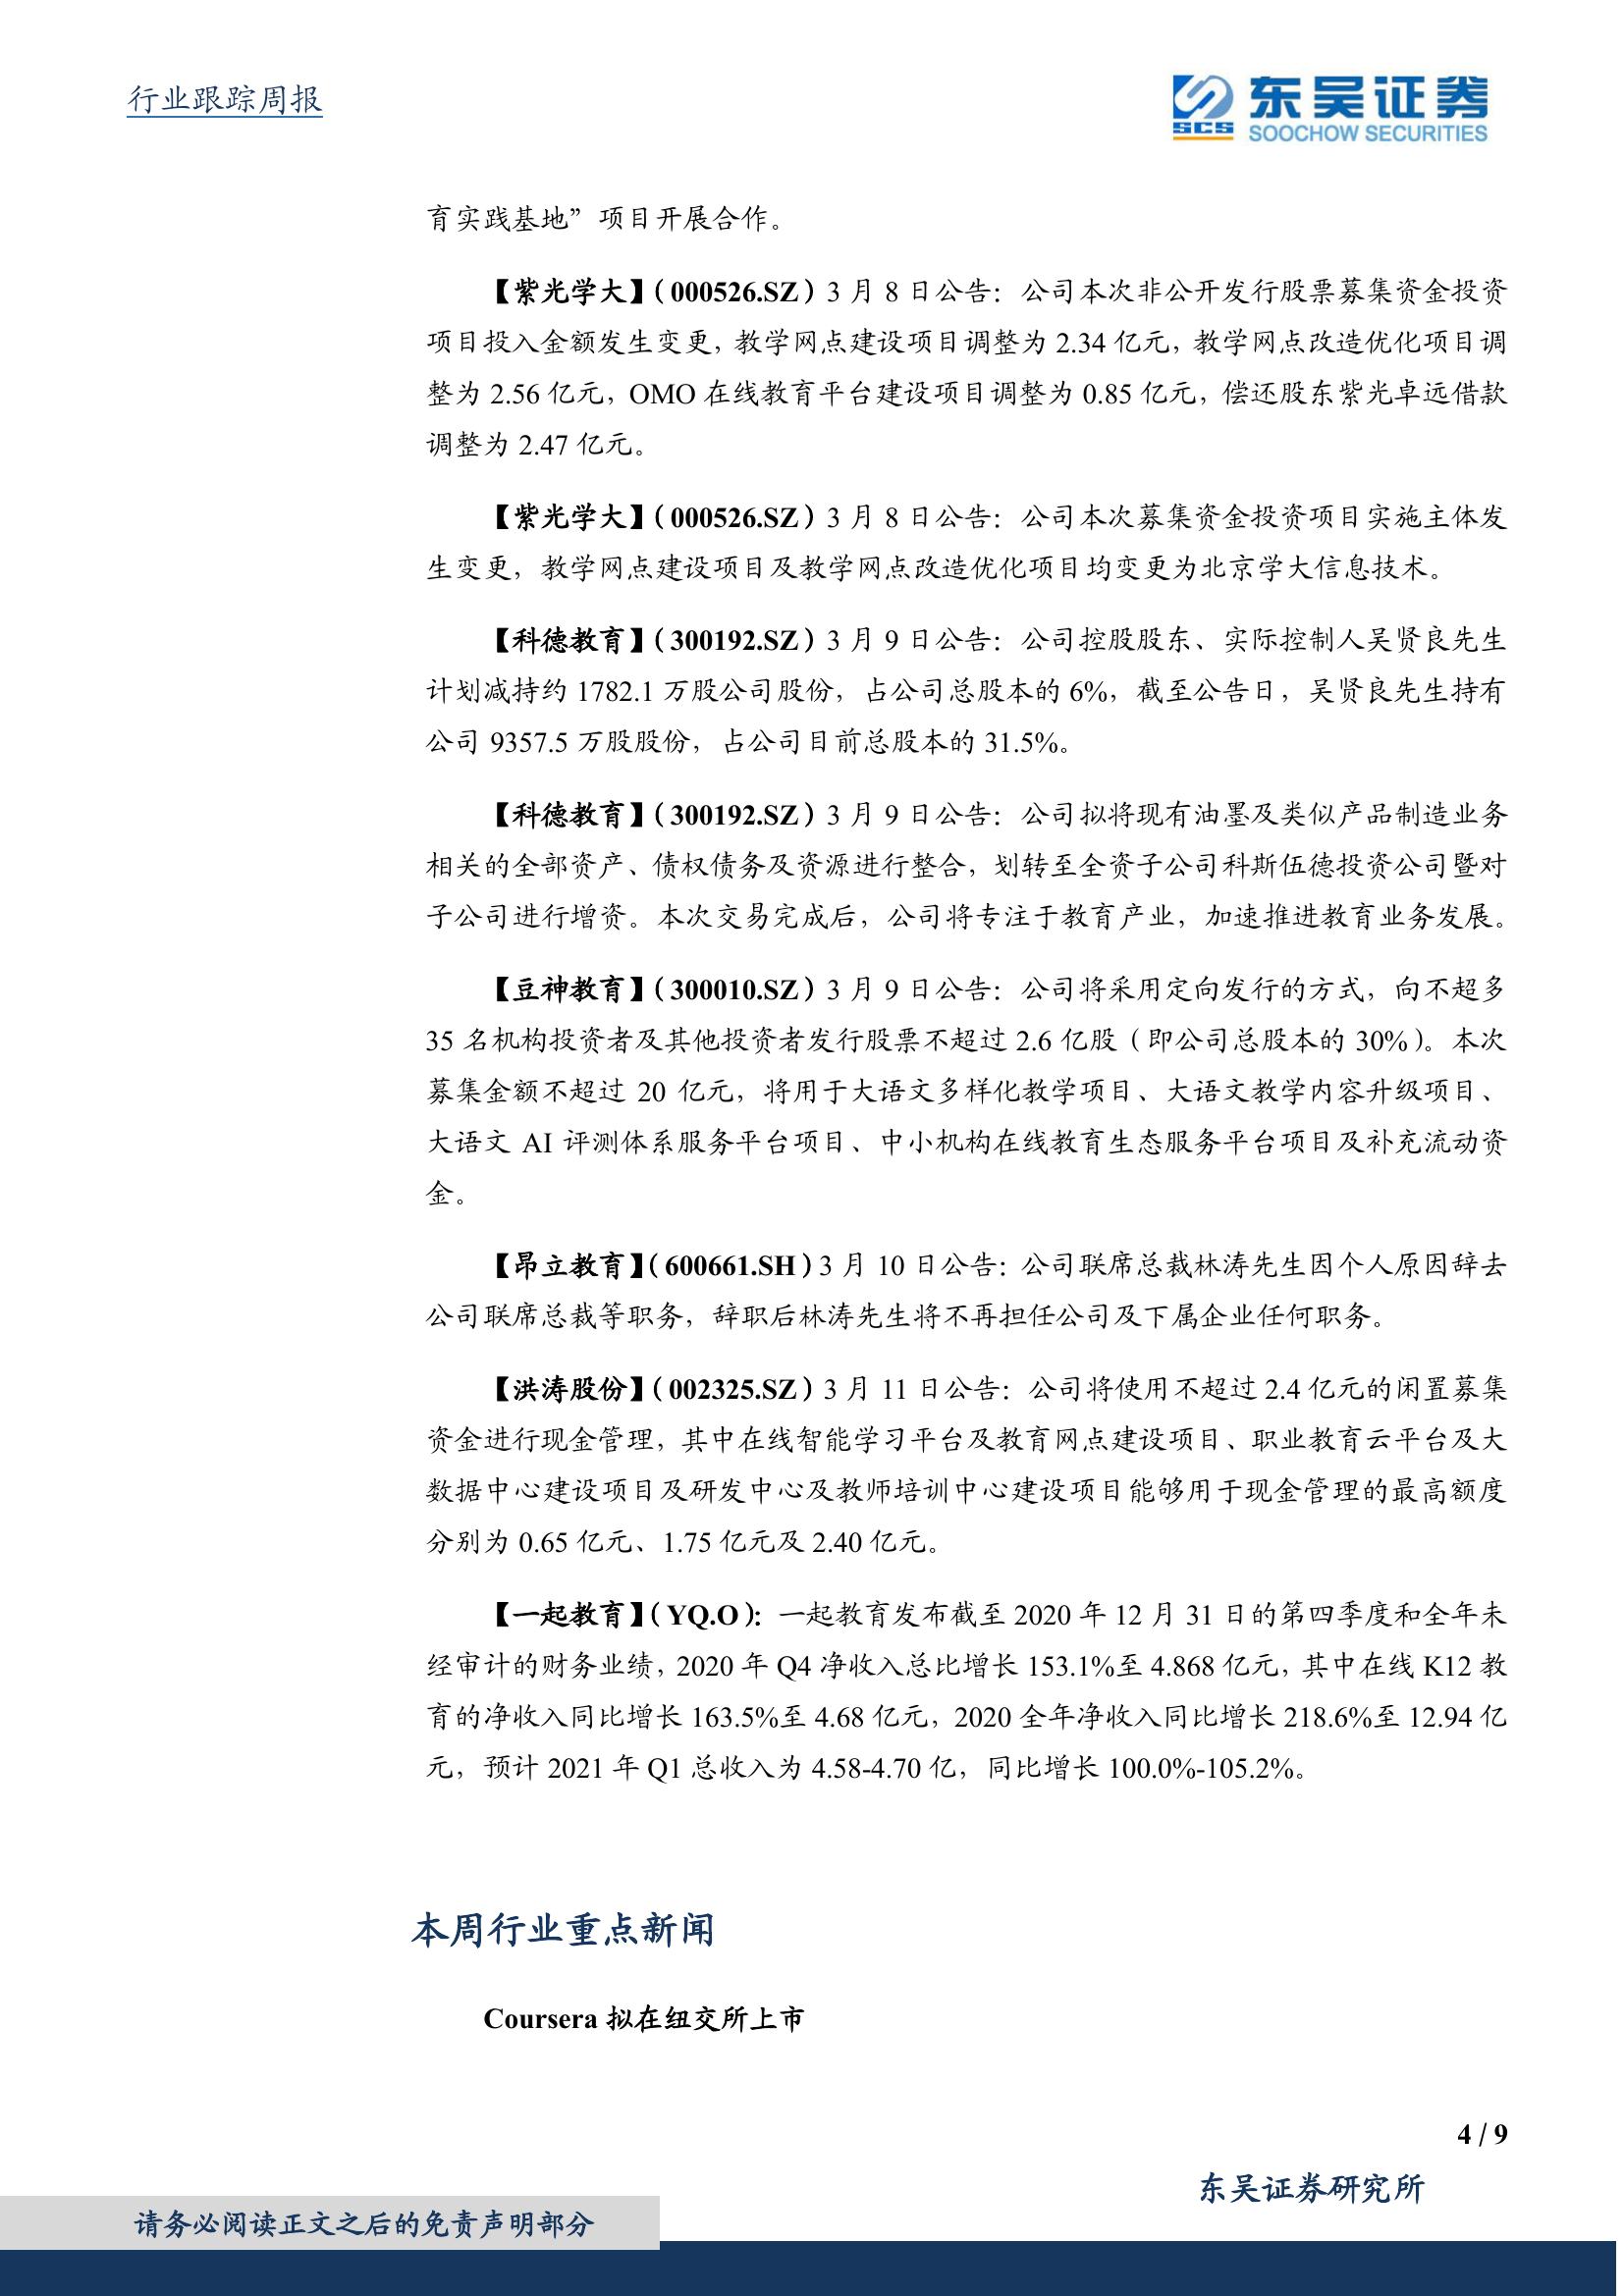 行业跟踪周报
东吴证券
SCS
SOOCHOW SECURITIES
育实践基地”项目开展合作。
【紫光学大】（000526.SZ）3 月 8 日公告：公司本次非公开发行股票募集资金投资
项目投入金额发生变更，教学网点建设项目调整为 2.34 亿元，教学网点改造优化项目调
整为 2.56 亿元，OMO 在线教育平台建设项目调整为 0.85 亿元，偿还股东紫光卓远借款
调整为 2.47 亿元。
【紫光学大】（000526.SZ）3 月 8 日公告：公司本次募集资金投资项目实施主体发
生变更，教学网点建设项目及教学网点改造优化项目均变更为北京学大信息技术。
【科德教育】（300192.SZ）3 月 9 日公告：公司控股股东、实际控制人吴贤良先生
计划减持约 1782.1 万股公司股份，占公司总股本的 6%，截至公告日，吴贤良先生持有
公司 9357.5 万股股份，占公司目前总股本的 31.5%。
【科德教育】（300192.SZ）3 月 9 日公告：公司拟将现有油墨及类似产品制造业务
相关的全部资产、债权债务及资源进行整合，划转至全资子公司科斯伍德投资公司暨对
子公司进行增资。本次交易完成后，公司将专注于教育产业，加速推进教育业务发展。
【豆神教育】（300010.SZ）3 月 9 日公告：公司将采用定向发行的方式，向不超多
35 名机构投资者及其他投资者发行股票不超过 2.6 亿股（即公司总股本的 30%）。本次
募集金额不超过 20 亿元，将用于大语文多样化教学项目、大语文教学内容升级项目、
大语文 AI 评测体系服务平台项目、中小机构在线教育生态服务平台项目及补充流动资
金。
【昂立教育】（600661.SH）3 月 10 日公告：公司联席总裁林涛先生因个人原因辞去
公司联席总裁等职务，辞职后林涛先生将不再担任公司及下属企业任何职务。
【洪涛股份】（002325.SZ）3 月 11 日公告：公司将使用不超过 2.4 亿元的闲置募集
资金进行现金管理，其中在线智能学习平台及教育网点建设项目、职业教育云平台及大
数据中心建设项目及研发中心及教师培训中心建设项目能够用于现金管理的最高额度
分别为 0.65 亿元、1.75 亿元及 2.40 亿元。
【一起教育】（YQ.O）：一起教育发布截至 2020 年 12 月 31 日的第四季度和全年未
经审计的财务业绩，2020 年 Q4 净收入总比增长 153.1%至 4.868 亿元，其中在线 K12 教
育的净收入同比增长 163.5%至 4.68 亿元，2020 全年净收入同比增长 218.6%至 12.94 亿
元，预计 2021 年 Q1 总收入为 4.58-4.70 亿，同比增长 100.0%-105.2%。
本周行业重点新闻
Coursera 拟在纽交所上市
4 / 9
东吴证券研究所
请务必阅读正文之后的免责声明部分